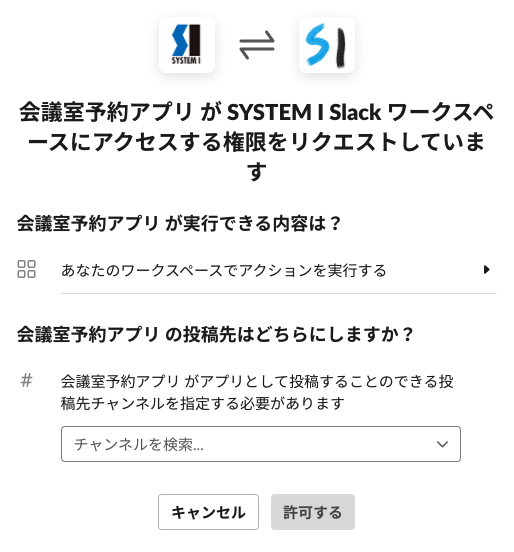 SYSTEM I
会議室予約アプリ が SYSTEM I Slack ワークスペ
ースにアクセスする権限をリクエストしていま
す
会議室予約アプリ が実行できる内容は？
あなたのワークスペースでアクションを実行する
会議室予約アプリ の投稿先はどちらにしますか？
# 会議室予約アプリ がアプリとして投稿することのできる投
稿先チャンネルを指定する必要があります
チャンネルを検索...
キャンセル 許可する